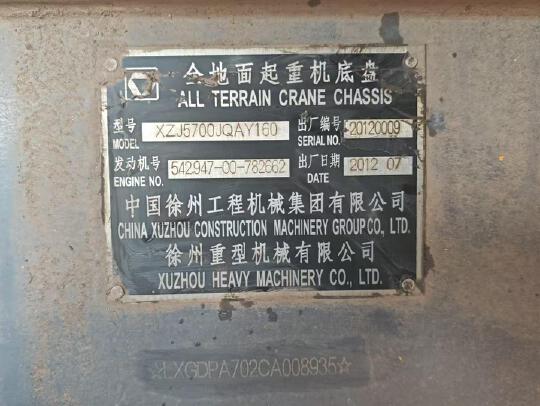 全地面起重机底盘
ALL TERRAIN CRANE CHASSIS
型号 XZJ5700JQAY160 出厂编号 20120009
MODEL SERIAL NO.
发动机号 542.947-00-782662 出厂日期 2012 07
ENGINE NO. DATE
中国徐州工程机械集团有限公司
CHINA XUZHOU CONSTRUCTION MACHINERY GROUP CO., LTD.
徐州重型机械有限公司
XUZHOU HEAVY MACHINERY CO., LTD.
☆LXGDPA702CA008935☆